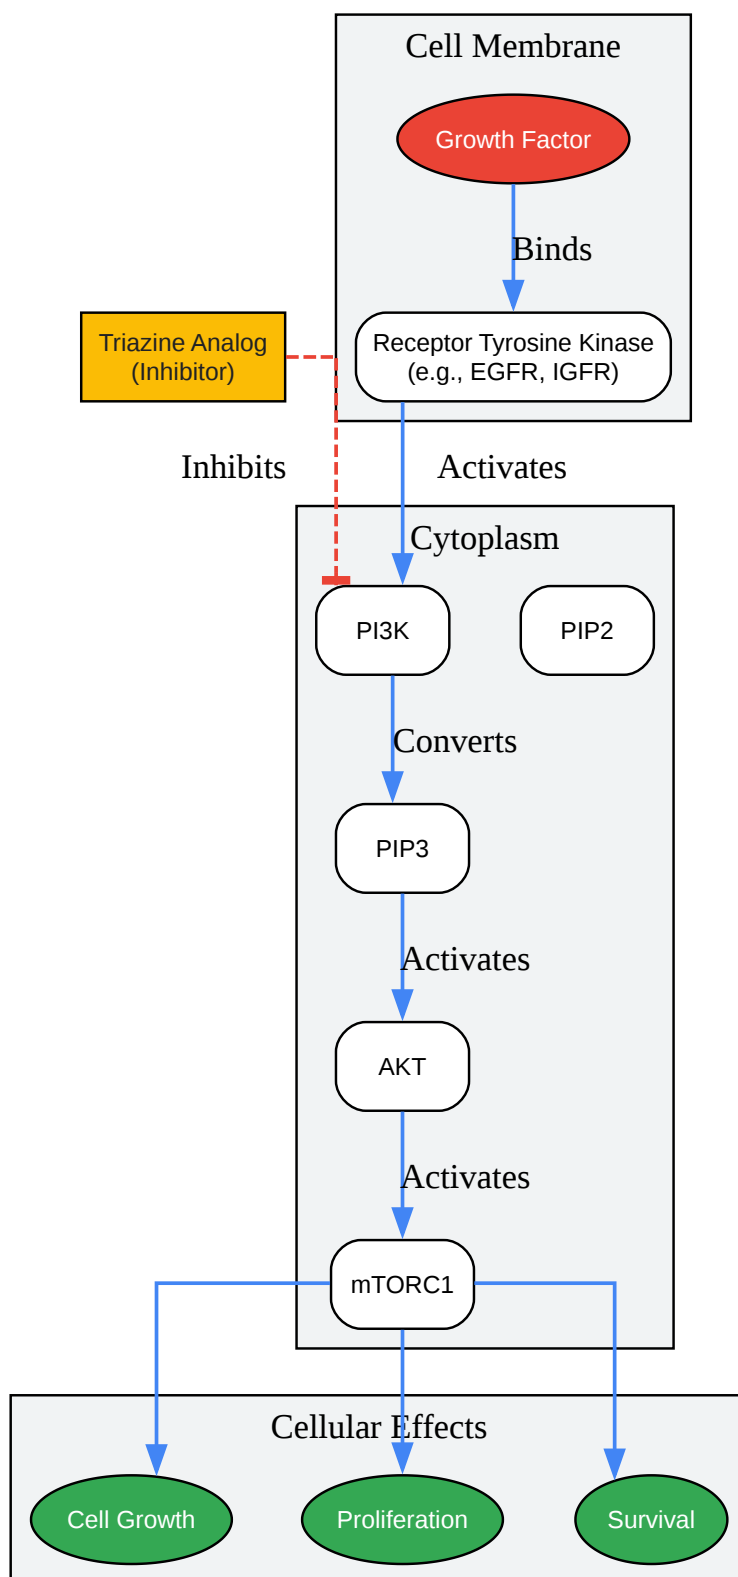 Cell Membrane
Growth Factor
Binds
Triazine Analog
(Inhibitor)
Receptor Tyrosine Kinase
(e.g., EGFR, IGFR)
Inhibits
Activates
Cytoplasm
PI3K
PIP2
Converts
PIP3
Activates
AKT
Activates
mTORC1
Cellular Effects
Cell Growth
Proliferation
Survival